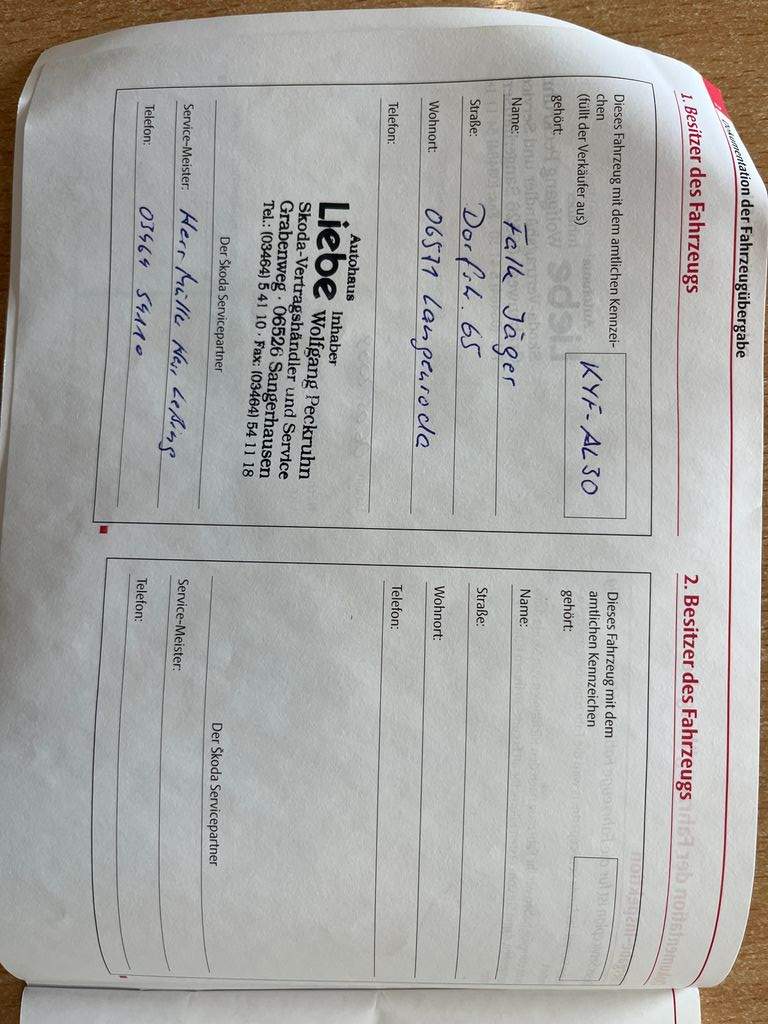 Dokumentation der Fahrzeugübergabe
1. Besitzer des Fahrzeugs
Dieses Fahrzeug mit dem amtlichen Kennzei-
chen
(füllt der Verkäufer aus)
gehört:
KYF-AL30
Name: Falk Jäger
Straße: Dorfstr. 65
Wohnort: 06571 Langenroda
Telefon:
Autohaus Inhaber
Liebe Wolfgang Peckruhn
Skoda-Vertragshändler und Service
Grabenweg · 06526 Sangerhausen
Tel.: (03464) 5 41 10 · Fax: (03464) 54 11 18
Der Škoda Servicepartner
Service-Meister: Herr Müller Herr
Telefon: 03464 54110
2. Besitzer des Fahrzeugs
Dieses Fahrzeug mit dem
amtlichen Kennzeichen
gehört:
Name:
Straße:
Wohnort:
Telefon:
Der Škoda Servicepartner
Service-Meister:
Telefon: